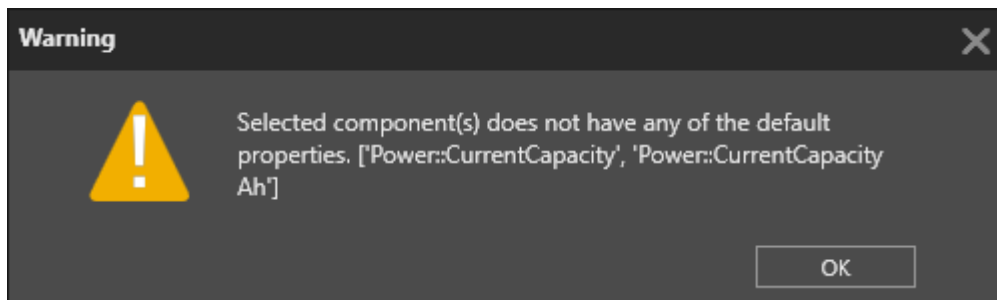 Warning
Selected component(s) does not have any of the default
properties. ['Power::CurrentCapacity', 'Power::CurrentCapacity
Ah']
OK